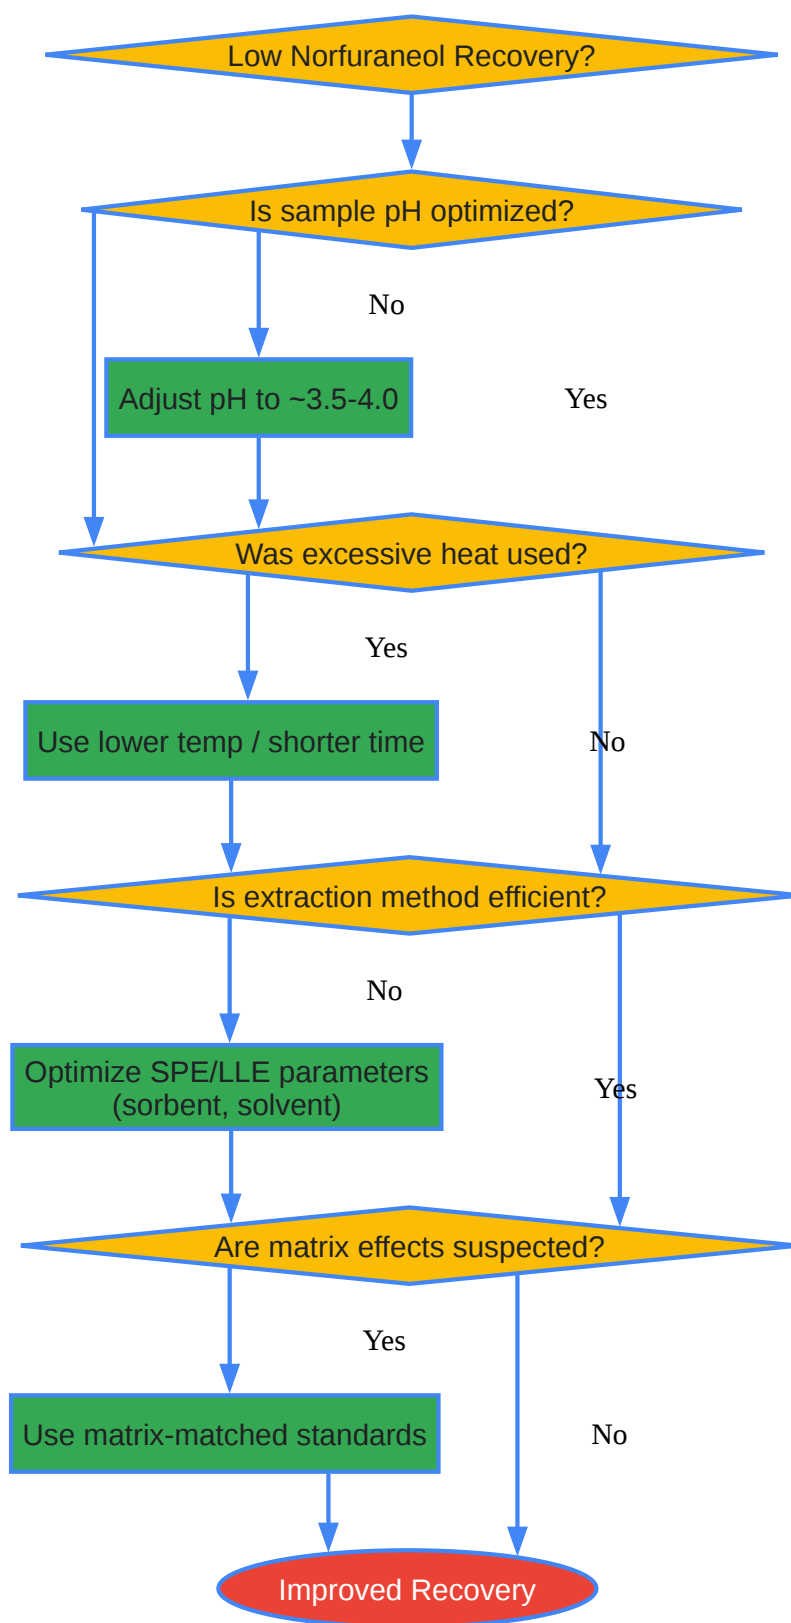 Low Norfuraneol Recovery?
Is sample pH optimized?
No
Adjust pH to ~3.5-4.0
Yes
Was excessive heat used?
Yes
Use lower temp / shorter time
No
Is extraction method efficient?
No
Optimize SPE/LLE parameters
(sorbent, solvent)
Yes
Are matrix effects suspected?
Yes
Use matrix-matched standards
No
Improved Recovery